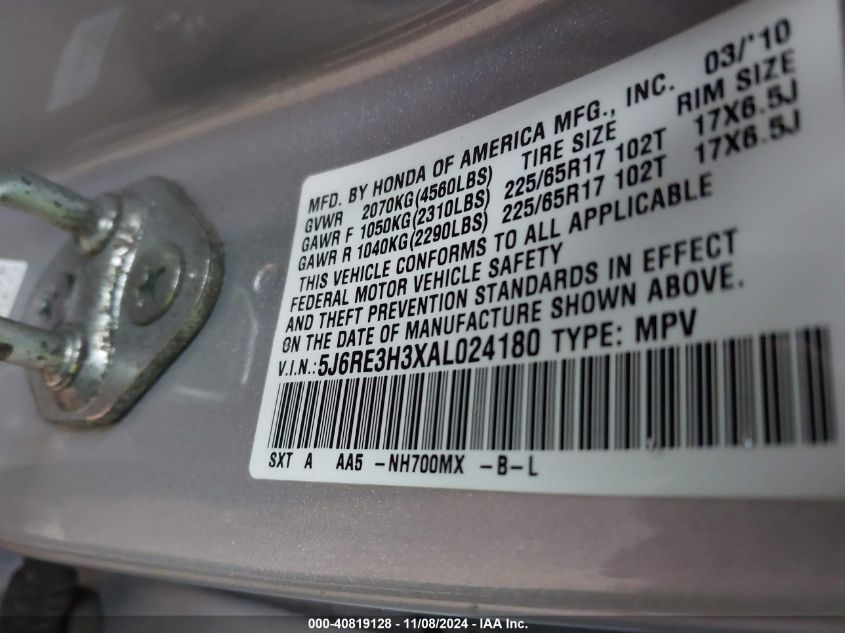 MFD. BY HONDA OF AMERICA MFG., INC. 03/'10
GVWR 2070KG(4560LBS) TIRE SIZE RIM SIZE
GAWR F 1050KG(2310LBS) 225/65R17 102T 17X6.5J
GAWR R 1040KG(2290LBS) 225/65R17 102T 17X6.5J
THIS VEHICLE CONFORMS TO ALL APPLICABLE
FEDERAL MOTOR VEHICLE SAFETY
AND THEFT PREVENTION STANDARDS IN EFFECT
ON THE DATE OF MANUFACTURE SHOWN ABOVE.
V.I.N.:5J6RE3H3XAL024180 TYPE: MPV
SXT A AA5 -NH700MX -B-L
000-40819128 - 11/08/2024 - IAA Inc.